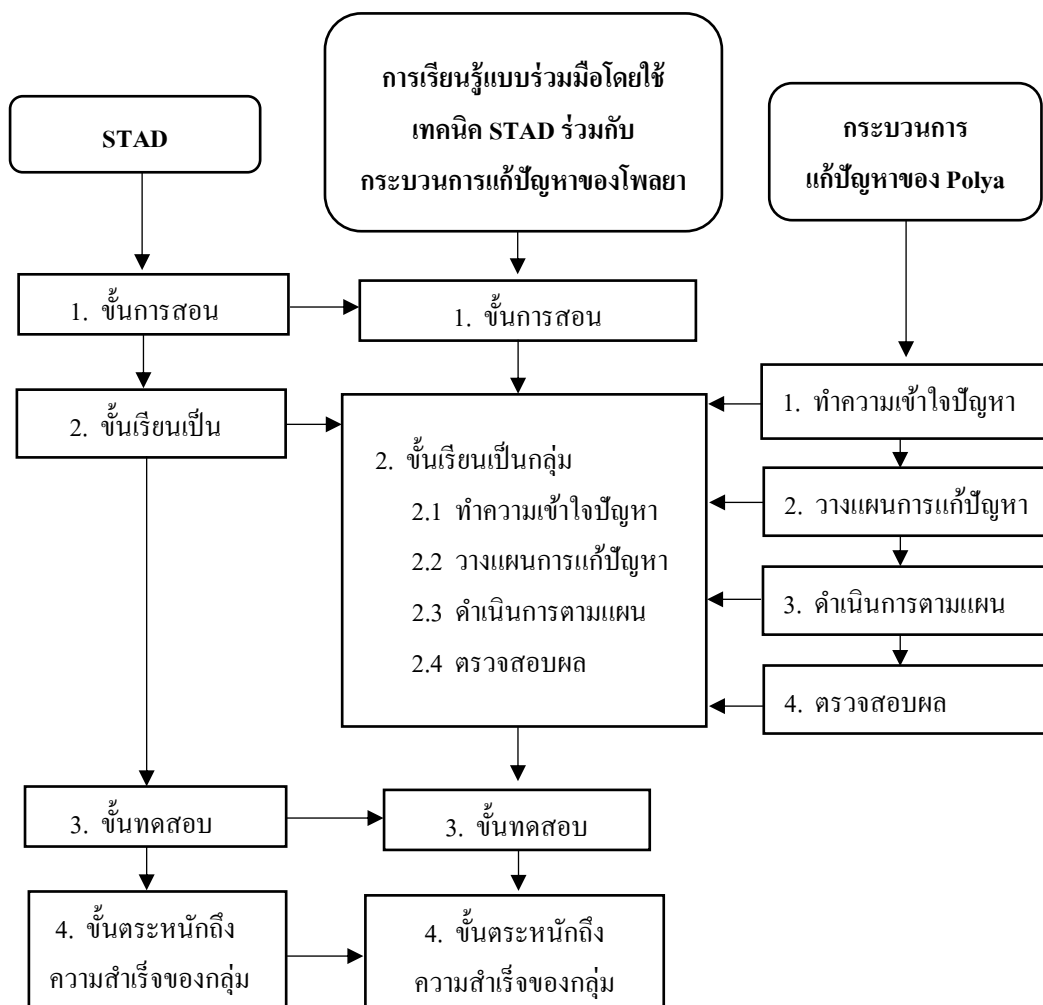 การเรียนรู้แบบร่วมมือโดยใช้
เทคนิค STAD ร่วมกับ
กระบวนการแก้ปัญหาของโพลยา
STAD
กระบวนการ
แก้ปัญหาของ Polya
1. ขั้นการสอน
1. ขั้นการสอน
2. ขั้นเรียนเป็น
2. ขั้นเรียนเป็นกลุ่ม
2.1 ทำความเข้าใจปัญหา
2.2 วางแผนการแก้ปัญหา
2.3 ดำเนินการตามแผน
2.4 ตรวจสอบผล
1. ทำความเข้าใจปัญหา
2. วางแผนการแก้ปัญหา
3. ดำเนินการตามแผน
4. ตรวจสอบผล
3. ขั้นทดสอบ
3. ขั้นทดสอบ
4. ขั้นตระหนักถึง
ความสำเร็จของกลุ่ม
4. ขั้นตระหนักถึง
ความสำเร็จของกลุ่ม